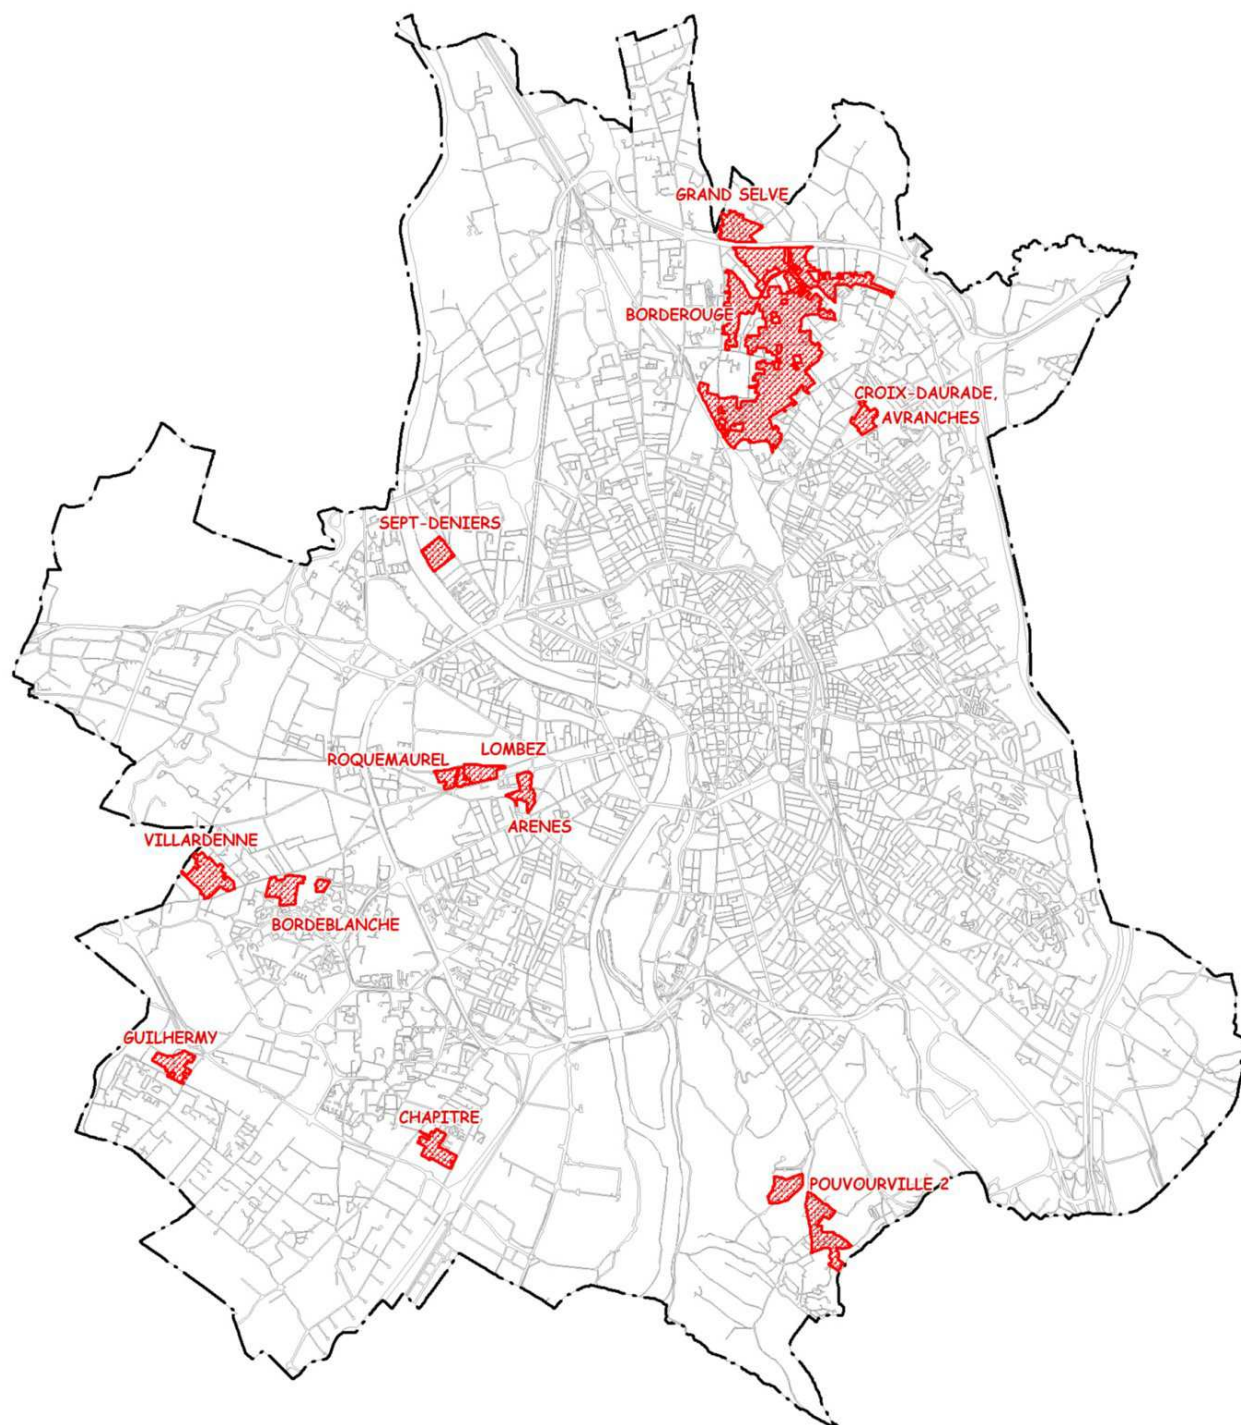 GRAND SELVE
BORDEROUGE
CROIX-DAURADE,
AVRANCHES
SEPT-DENIERS
LOMBEZ
ROQUEMAUREL
ARENES
VILLARDENNE
BORDEBLANCHE
GUILHERMY
CHAPITRE
POUVOURVILLE 2